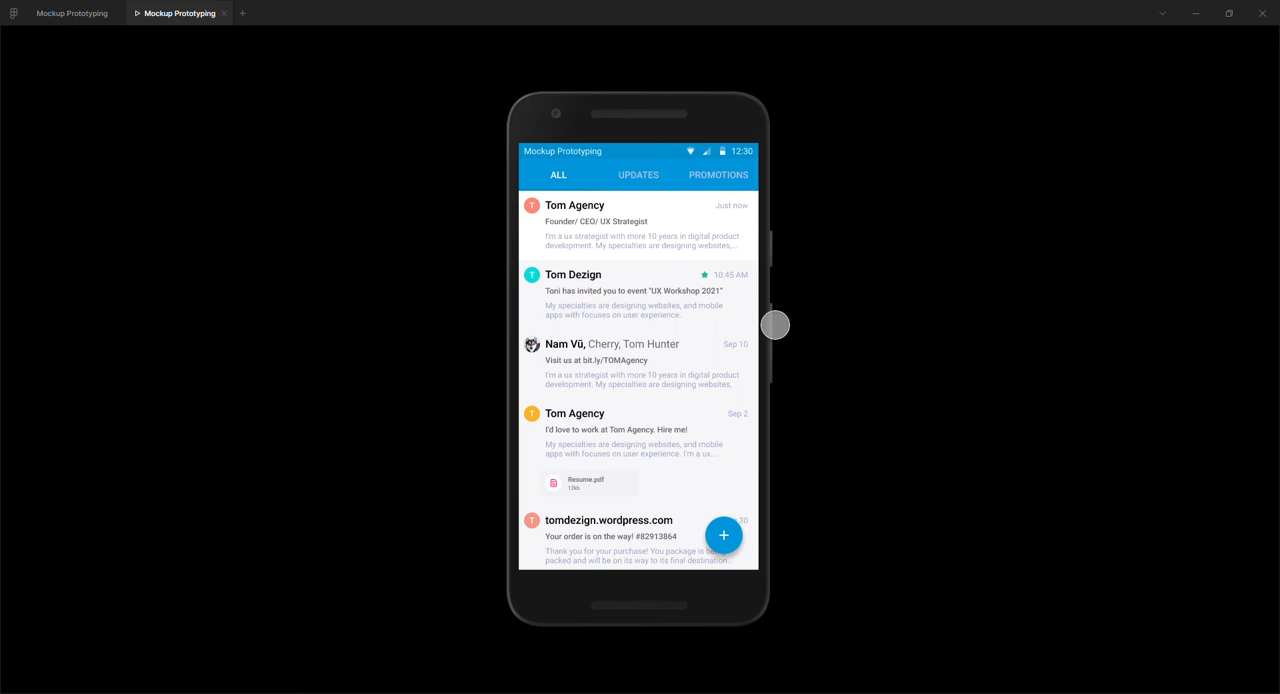 Mockup Prototyping
Mockup Prototyping
Mockup Prototyping 12:30
ALL UPDATES PROMOTIONS
T Tom Agency Just now
Founder/ CEO/ UX Strategist
I'm a ux strategist with more 10 years in digital product
development. My specialties are designing websites,...
T Tom Dezign 10:45 AM
Toni has invited you to event “UX Workshop 2021”
My specialties are designing websites, and mobile
apps with focuses on user experience.
Nam Vũ, Cherry, Tom Hunter Sep 10
Visit us at bit.ly/TOMAgency
I'm a ux strategist with more 10 years in digital product
development. My specialties are designing websites,
T Tom Agency Sep 2
I'd love to work at Tom Agency. Hire me!
My specialties are designing websites, and mobile
apps with focuses on user experience. I'm a ux...
Resume.pdf
12kb
T tomdezign.wordpress.com 30
Your order is on the way! #82913864
Thank you for your purchase! You package is
packed and will be on its way to its final destination...